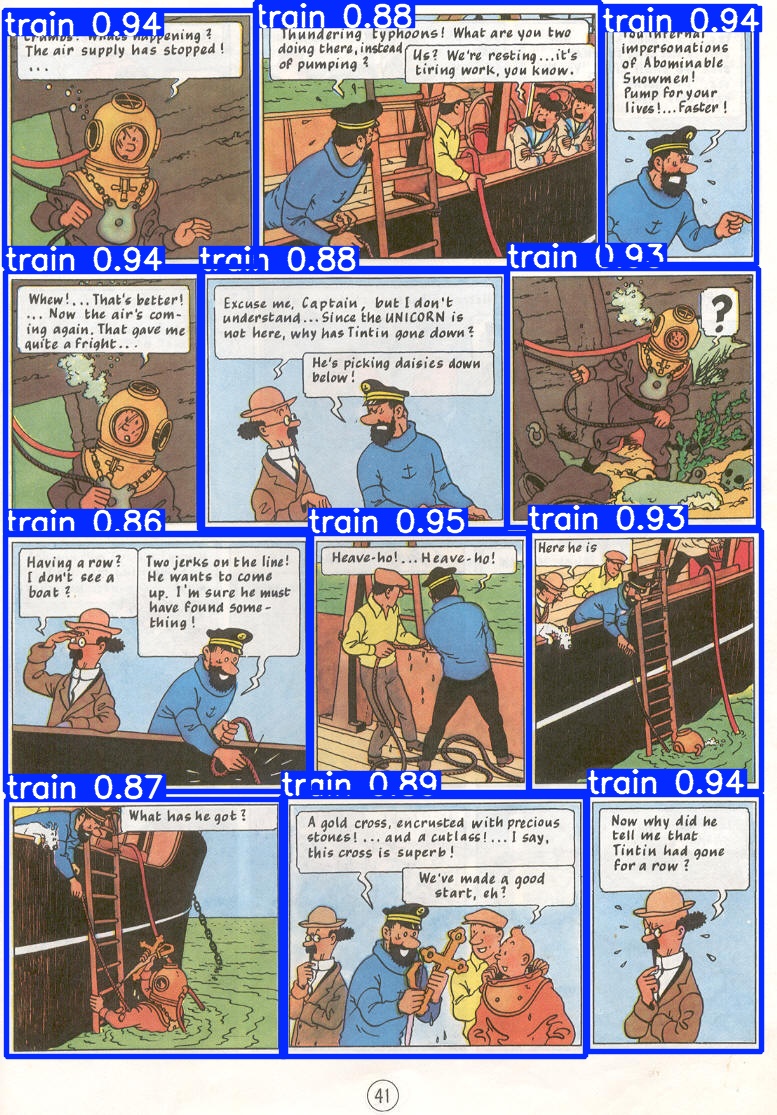 train 0.94
train 0.88
train 0.94
What's happening?
The air supply has stopped!
...
Thundering typhoons! What are you two
doing there, instead
of pumping?
Us? We're resting...it's
tiring work, you know.
You infernal
impersonations
of Abominable
Snowmen!
Pump for your
lives!...Faster!
train 0.94
train 0.88
train 0.93
Whew!...That's better!
... Now the air's com-
ing again. That gave me
quite a fright...
Excuse me, Captain, but I don't
understand...Since the UNICORN is
not here, why has Tintin gone down?
He's picking daisies down
below!
?
train 0.86
train 0.95
train 0.93
Having a row?
I don't see a
boat?
Two jerks on the line!
He wants to come
up. I'm sure he must
have found some-
thing!
Heave-ho!... Heave-ho!
Here he is
train 0.87
train 0.89
train 0.94
What has he got?
A gold cross, encrusted with precious
stones!...and a cutlass!...I say,
this cross is superb!
We've made a good
start, eh?
Now why did he
tell me that
Tintin had gone
for a row?
41